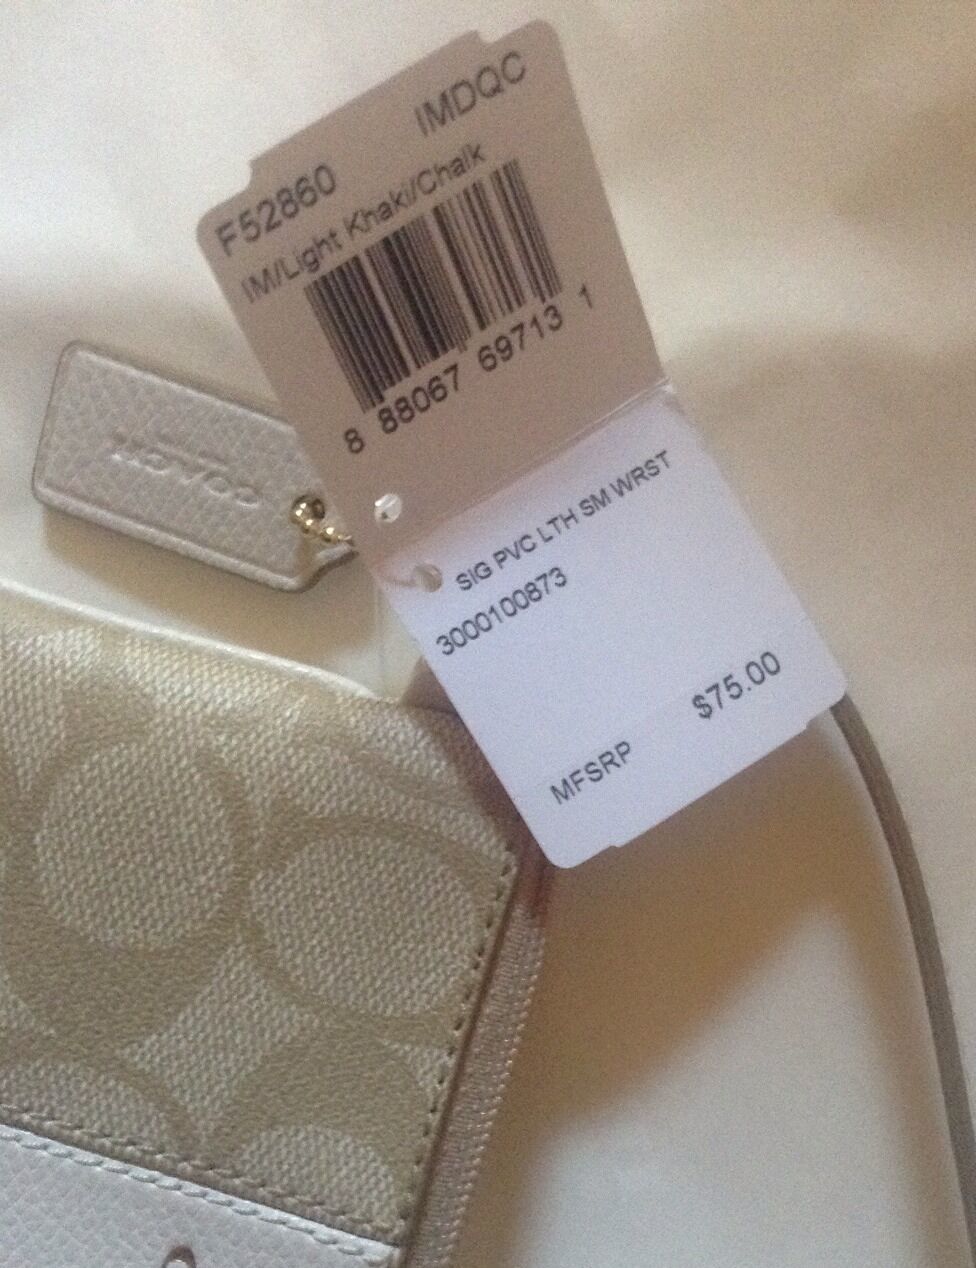 F52860 IMDQC
IM/Light Khaki/Chalk
8 88067 69713 1
SIG PVC LTH SM WRST
3000100873
$75.00
MFSRP
COACH